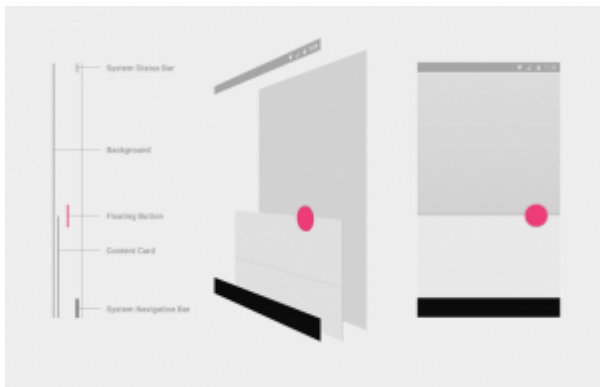 System Status Bar
Background
Floating Button
Content Card
System Navigation Bar